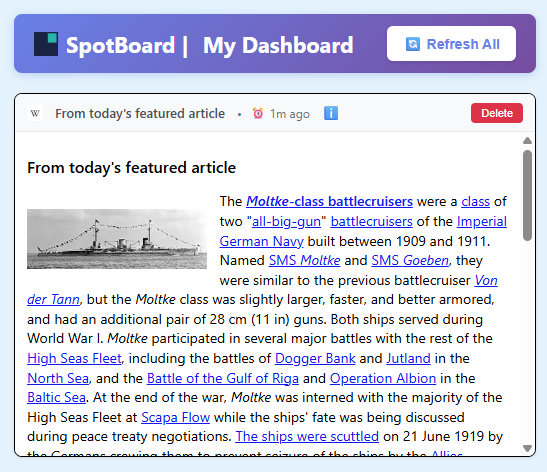 SpotBoard | My Dashboard
Refresh All
W From today's featured article • 1m ago
Delete
From today's featured article
The Moltke-class battlecruisers were a class of
two "all-big-gun" battlecruisers of the Imperial
German Navy built between 1909 and 1911.
Named SMS Moltke and SMS Goeben, they
were similar to the previous battlecruiser Von
der Tann, but the Moltke class was slightly larger, faster, and better armored,
and had an additional pair of 28 cm (11 in) guns. Both ships served during
World War I. Moltke participated in several major battles with the rest of the
High Seas Fleet, including the battles of Dogger Bank and Jutland in the
North Sea, and the Battle of the Gulf of Riga and Operation Albion in the
Baltic Sea. At the end of the war, Moltke was interned with the majority of the
High Seas Fleet at Scapa Flow while the ships' fate was being discussed
during peace treaty negotiations. The ships were scuttled on 21 June 1919 by
the Germans crewing them to prevent seizure of the ships by the Allies